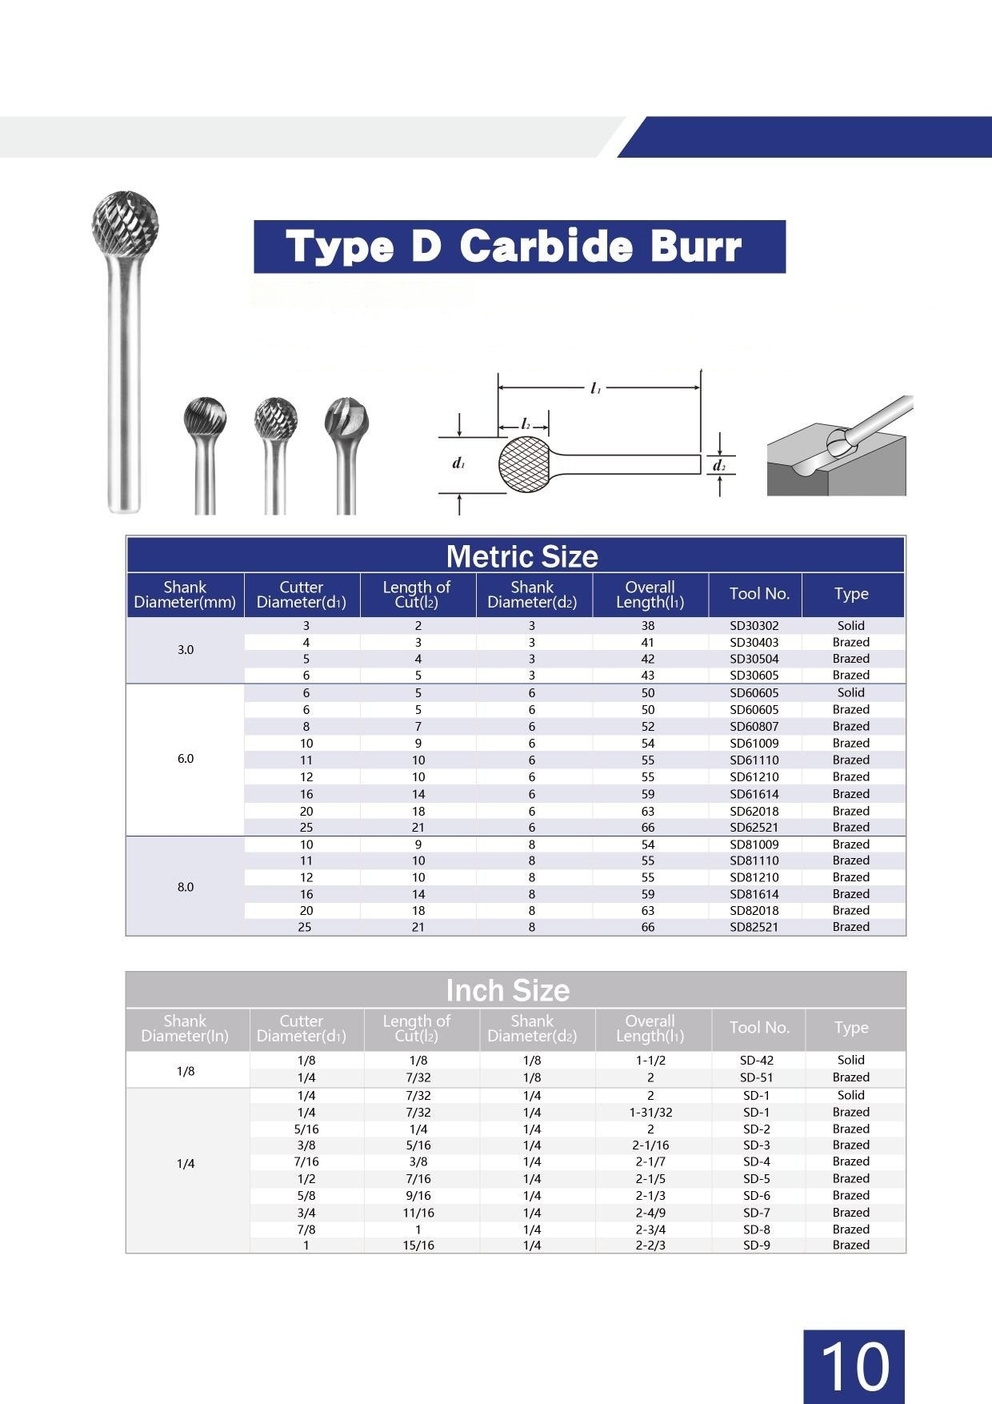 Type D Carbide Burr
l1
l2
d1
d2
Metric Size
Shank Diameter(mm) Cutter Diameter(d1) Length of Cut(l2) Shank Diameter(d2) Overall Length(l1) Tool No. Type
3.0
3 2 3 38 SD30302 Solid
4 3 3 41 SD30403 Brazed
5 4 3 42 SD30504 Brazed
6 5 3 43 SD30605 Brazed
6.0
6 5 6 50 SD60605 Solid
6 5 6 50 SD60605 Brazed
8 7 6 52 SD60807 Brazed
10 9 6 54 SD61009 Brazed
11 10 6 55 SD61110 Brazed
12 10 6 55 SD61210 Brazed
16 14 6 59 SD61614 Brazed
20 18 6 63 SD62018 Brazed
25 21 6 66 SD62521 Brazed
8.0
10 9 8 54 SD81009 Brazed
11 10 8 55 SD81110 Brazed
12 10 8 55 SD81210 Brazed
16 14 8 59 SD81614 Brazed
20 18 8 63 SD82018 Brazed
25 21 8 66 SD82521 Brazed
Inch Size
Shank Diameter(In) Cutter Diameter(d1) Length of Cut(l2) Shank Diameter(d2) Overall Length(l1) Tool No. Type
1/8
1/8 1/8 1/8 1-1/2 SD-42 Solid
1/4 7/32 1/8 2 SD-51 Brazed
1/4
1/4 7/32 1/4 2 SD-1 Solid
1/4 7/32 1/4 1-31/32 SD-1 Brazed
5/16 1/4 1/4 2 SD-2 Brazed
3/8 5/16 1/4 2-1/16 SD-3 Brazed
7/16 3/8 1/4 2-1/7 SD-4 Brazed
1/2 7/16 1/4 2-1/5 SD-5 Brazed
5/8 9/16 1/4 2-1/3 SD-6 Brazed
3/4 11/16 1/4 2-4/9 SD-7 Brazed
7/8 1 1/4 2-3/4 SD-8 Brazed
1 15/16 1/4 2-2/3 SD-9 Brazed
10